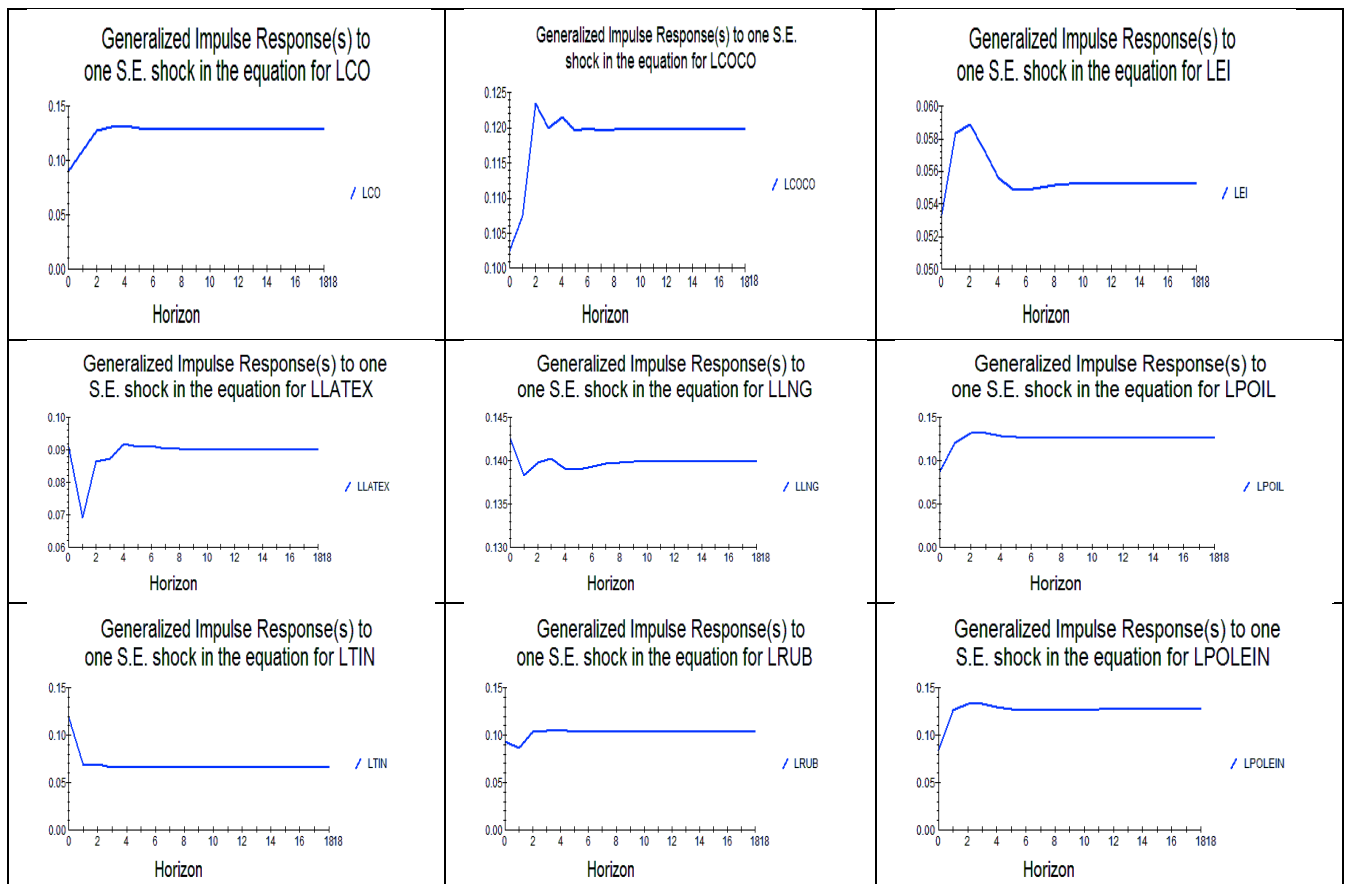 Generalized Impulse Response(s) to
one S.E. shock in the equation for LCO
0.15
0.10
0.05
0.00
0 2 4 6 8 10 12 14 16 1818
LCO
Horizon
Generalized Impulse Response(s) to one S.E.
shock in the equation for LCOCO
0.125
0.120
0.115
0.110
0.105
0.100
0 2 4 6 8 10 12 14 16 1818
LCOCO
Horizon
Generalized Impulse Response(s) to
one S.E. shock in the equation for LEI
0.060
0.058
0.056
0.054
0.052
0.050
0 2 4 6 8 10 12 14 16 1818
LEI
Horizon
Generalized Impulse Response(s) to one
S.E. shock in the equation for LLATEX
0.10
0.09
0.08
0.07
0.06
0 2 4 6 8 10 12 14 16 1818
LLATEX
Horizon
Generalized Impulse Response(s) to
one S.E. shock in the equation for LLNG
0.145
0.140
0.135
0.130
0 2 4 6 8 10 12 14 16 1818
LLNG
Horizon
Generalized Impulse Response(s) to
one S.E. shock in the equation for LPOIL
0.15
0.10
0.05
0.00
0 2 4 6 8 10 12 14 16 1818
LPOIL
Horizon
Generalized Impulse Response(s) to
one S.E. shock in the equation for LTIN
0.15
0.10
0.05
0.00
0 2 4 6 8 10 12 14 16 1818
LTIN
Horizon
Generalized Impulse Response(s) to
one S.E. shock in the equation for LRUB
0.15
0.10
0.05
0.00
0 2 4 6 8 10 12 14 16 1818
LRUB
Horizon
Generalized Impulse Response(s) to one
S.E. shock in the equation for LPOLEIN
0.15
0.10
0.05
0.00
0 2 4 6 8 10 12 14 16 1818
LPOLEIN
Horizon